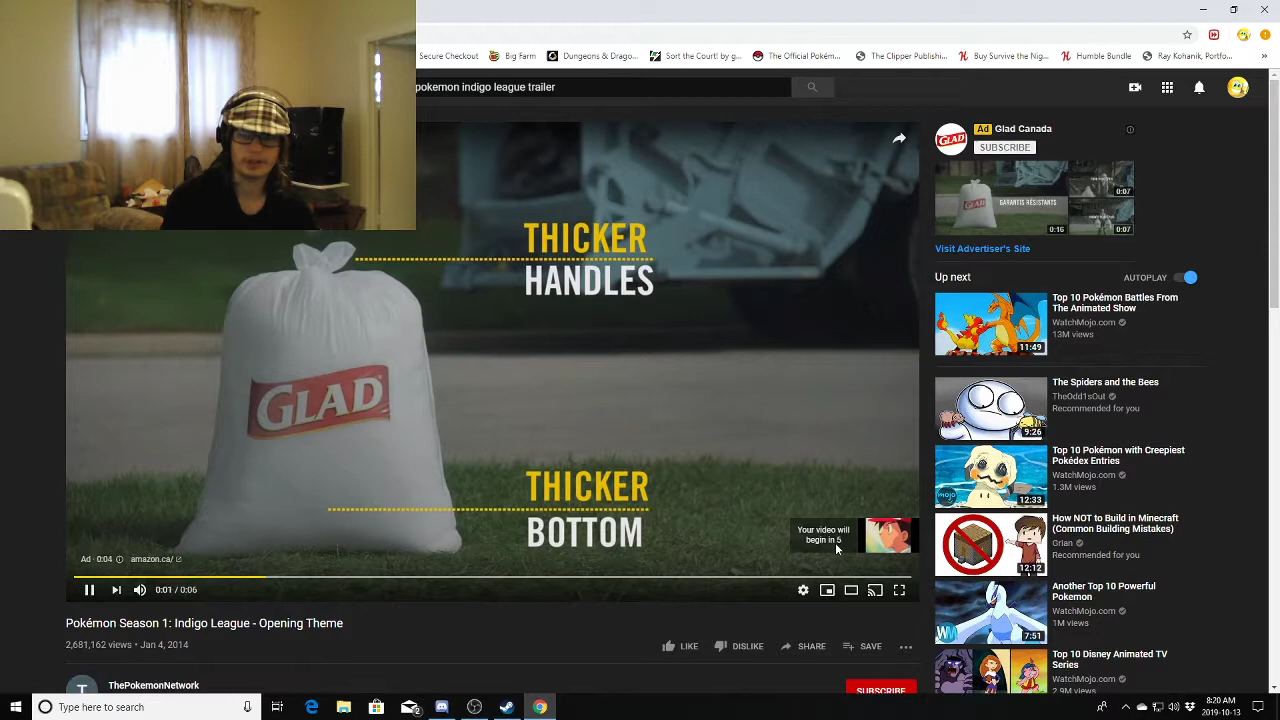 Secure Checkout
Big Farm
Dungeons & Drago...
Sort the Court! by g...
The Official Pokémo...
The Clipper Publishi...
Buy Survive the Nig...
Humble Bundle
Ray Kohanik, Portfo...
»
pokemon indigo league trailer
Ad Glad Canada
SUBSCRIBE
GLAD
GARANTIS RÉSISTANTS
0:16
0:07
0:07
Visit Advertiser's Site
THICKER
HANDLES
GLAD
THICKER
BOTTOM
Your video will
begin in 5
Ad · 0:04
amazon.ca/
0:01 / 0:06
Up next
AUTOPLAY
Top 10 Pokémon Battles From
The Animated Show
WatchMojo.com
13M views
11:49
The Spiders and the Bees
TheOdd1sOut
Recommended for you
9:26
Top 10 Pokémon with Creepiest
Pokédex Entries
WatchMojo.com
1.3M views
12:33
How NOT to Build in Minecraft
(Common Building Mistakes)
Grian
Recommended for you
12:12
Another Top 10 Powerful
Pokemon
WatchMojo.com
1M views
7:51
Top 10 Disney Animated TV
Series
WatchMojo.com
2.9M views
Pokémon Season 1: Indigo League - Opening Theme
2,681,162 views • Jan 4, 2014
LIKE
DISLIKE
SHARE
SAVE
T
ThePokemonNetwork
SUBSCRIBE
Type here to search
8:20 AM
2019-10-13